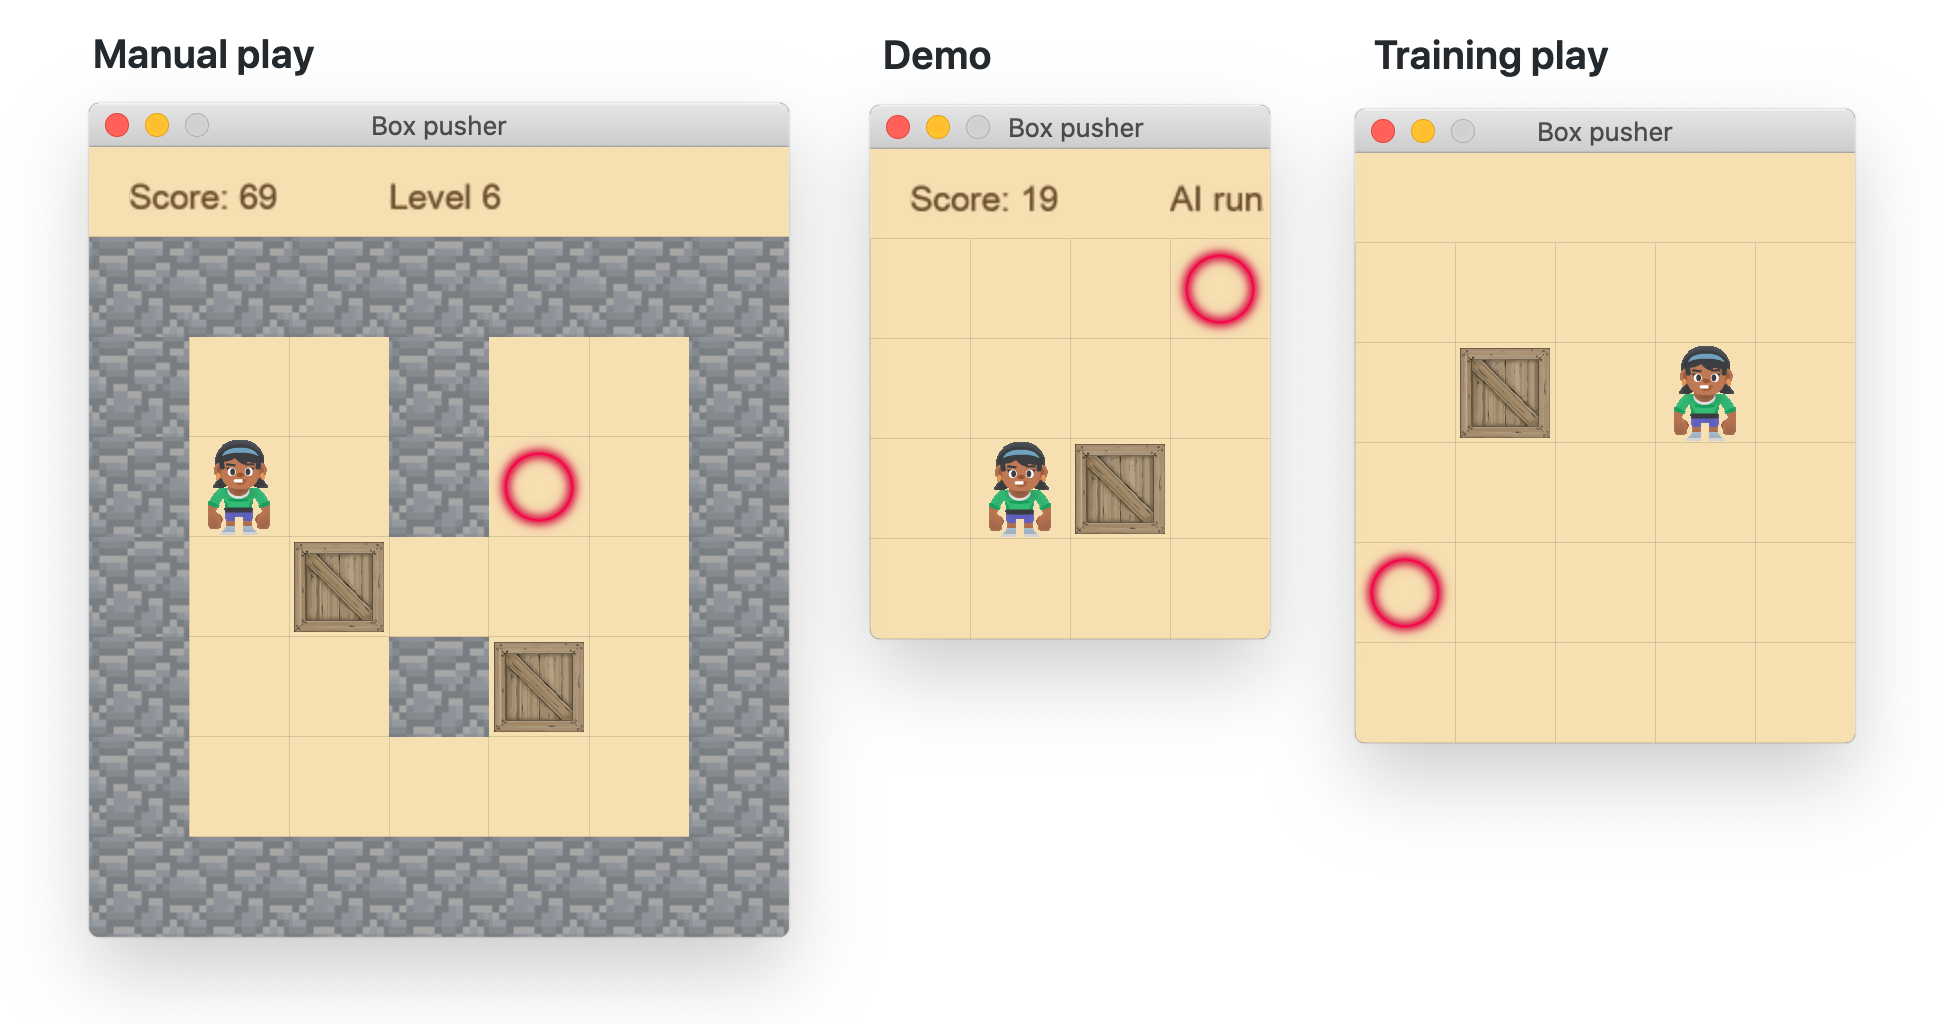 Manual play
Box pusher
Score: 69 Level 6
Demo
Box pusher
Score: 19 AI run
Training play
Box pusher